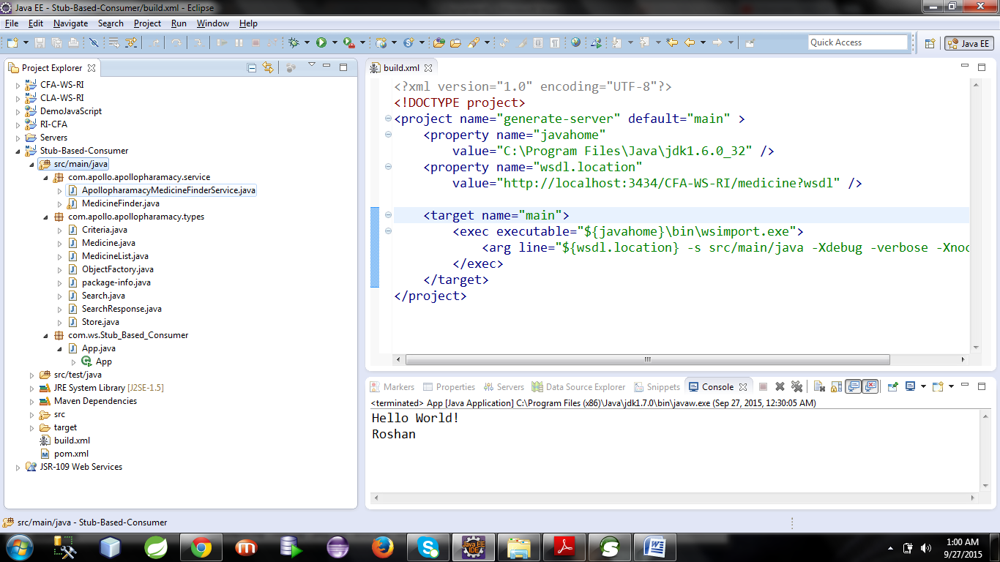 Java EE - Stub-Based-Consumer/build.xml - Eclipse
File Edit Navigate Search Project Run Window Help
Quick Access
Java EE
Project Explorer
CFA-WS-RI
CLA-WS-RI
DemoJavaScript
RI-CFA
Servers
Stub-Based-Consumer
src/main/java
com.apollo.apollopharamacy.service
ApollopharamacyMedicineFinderService.java
MedicineFinder.java
com.apollo.apollopharamacy.types
Criteria.java
Medicine.java
MedicineList.java
ObjectFactory.java
package-info.java
Search.java
SearchResponse.java
Store.java
com.ws.Stub_Based_Consumer
App.java
App
src/test/java
JRE System Library [J2SE-1.5]
Maven Dependencies
src
target
build.xml
pom.xml
JSR-109 Web Services
build.xml
<?xml version="1.0" encoding="UTF-8"?>
<!DOCTYPE project>
<project name="generate-server" default="main" >
<property name="javahome"
value="C:\Program Files\Java\jdk1.6.0_32" />
<property name="wsdl.location"
value="http://localhost:3434/CFA-WS-RI/medicine?wsdl" />
<target name="main">
<exec executable="${javahome}\bin\wsimport.exe">
<arg line="${wsdl.location} -s src/main/java -Xdebug -verbose -Xnoc
</exec>
</target>
</project>
Markers Properties Servers Data Source Explorer Snippets Console
<terminated> App [Java Application] C:\Program Files (x86)\Java\jdk1.7.0\bin\javaw.exe (Sep 27, 2015, 12:30:05 AM)
Hello World!
Roshan
src/main/java - Stub-Based-Consumer
Java EE
IDE
1:00 AM
9/27/2015